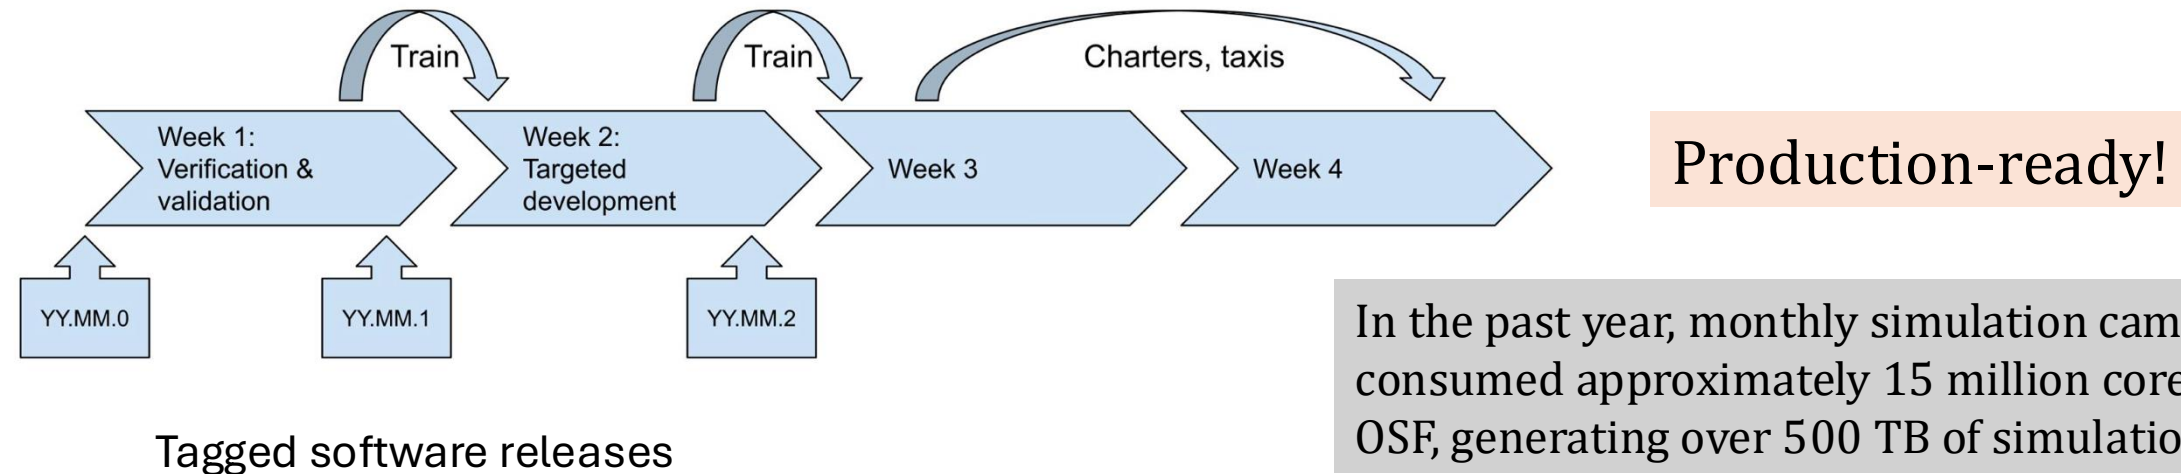 Train
Train
Charters, taxis
Week 1:
Verification &
validation
Week 2:
Targeted
development
Week 3
Week 4
Production-ready!
YY.MM.0
YY.MM.1
YY.MM.2
In the past year, monthly simulation cam
consumed approximately 15 million core
OSF, generating over 500 TB of simulatio
Tagged software releases